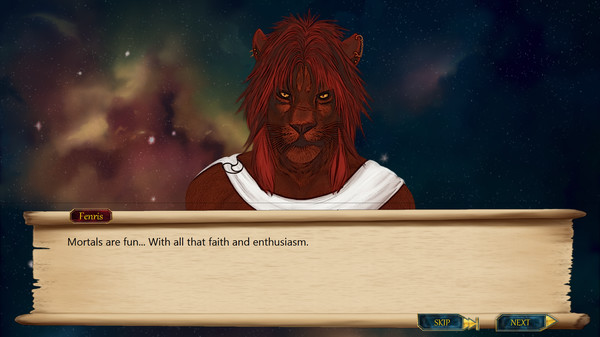 Fenris
Mortals are fun... With all that faith and enthusiasm.
SKIP
NEXT